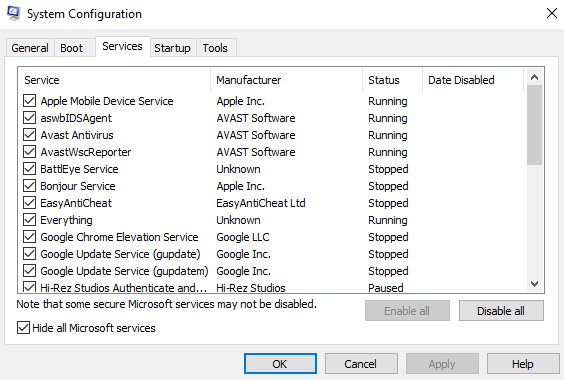 System Configuration
General Boot Services Startup Tools
Service Manufacturer Status Date Disabled
Apple Mobile Device Service Apple Inc. Running
aswbIDSAgent AVAST Software Running
Avast Antivirus AVAST Software Running
AvastWscReporter AVAST Software Running
BattlEye Service Unknown Stopped
Bonjour Service Apple Inc. Stopped
EasyAntiCheat EasyAntiCheat Ltd Stopped
Everything Unknown Running
Google Chrome Elevation Service Google LLC Stopped
Google Update Service (gupdate) Google Inc. Stopped
Google Update Service (gupdatem) Google Inc. Stopped
Hi-Rez Studios Authenticate and... Hi-Rez Studios Paused
Note that some secure Microsoft services may not be disabled.
Enable all Disable all
Hide all Microsoft services
OK Cancel Apply Help